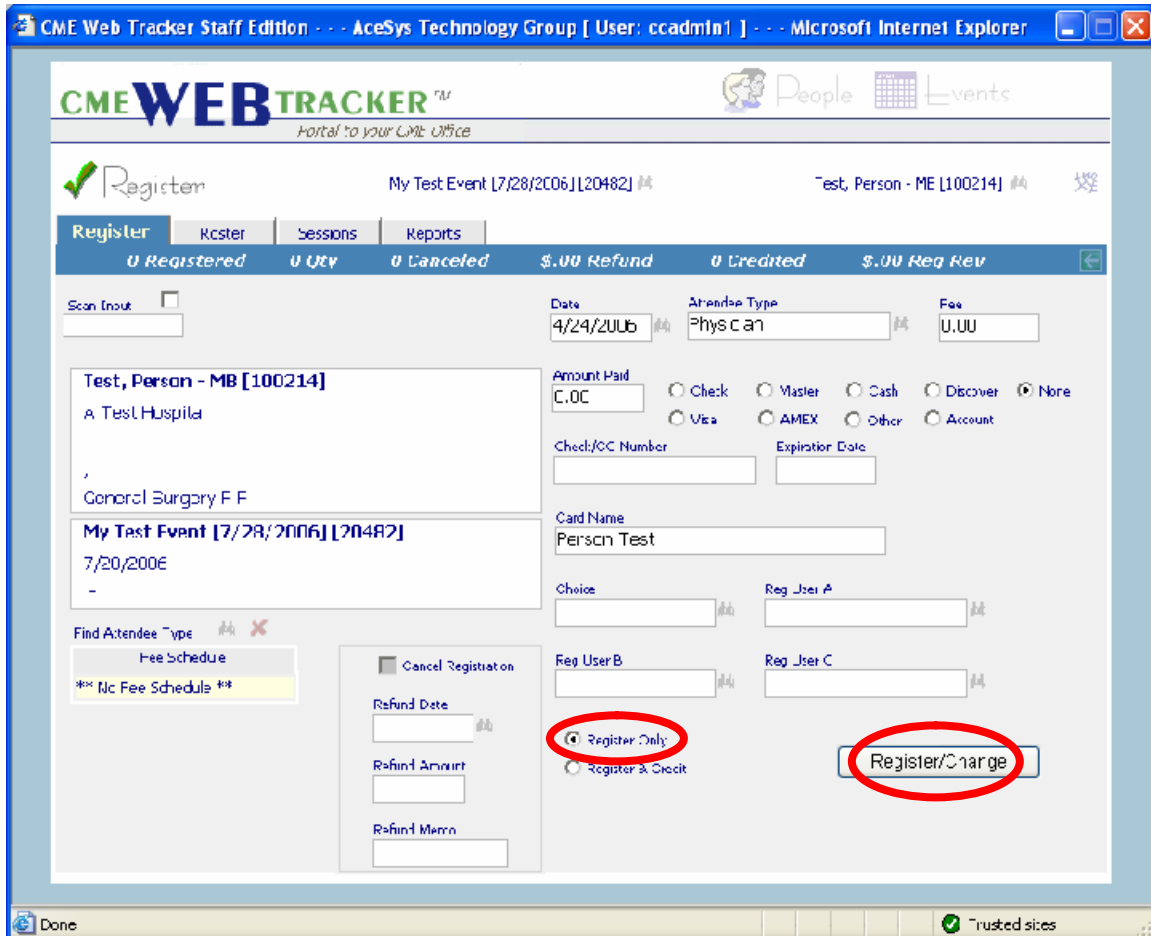 CME Web Tracker Staff Edition - - - AceSys Technology Group [ User: ccadmin1 ] - - - Microsoft Internet Explorer
CME WEB TRACKER TM
Portal to your CME Office
People Events
Register
My Test Event [7/28/2006] [20482]
Test, Person - MB [100214]
Register Roster Sessions Reports
0 Registered 0 Qty 0 Canceled $.00 Refund 0 Credited $.00 Reg Rev
Scan Input
Date Attendee Type Fee
4/24/2006 Physician 0.00
Test, Person - MB [100214]
A Test Hospital
,
General Surgery
Amount Paid
0.00
Check Master Cash Discover None
Visa AMEX Other Account
Check/CC Number Expiration Date
My Test Event [7/28/2006] [20482]
7/20/2006
-
Card Name
Person Test
Choice Reg User A
Find Attendee Type
Fee Schedule
** No Fee Schedule **
Cancel Registration
Refund Date
Refund Amount
Refund Memo
Reg User B Reg User C
Register Only
Register & Credit
Register/Change
Done
Trusted sites